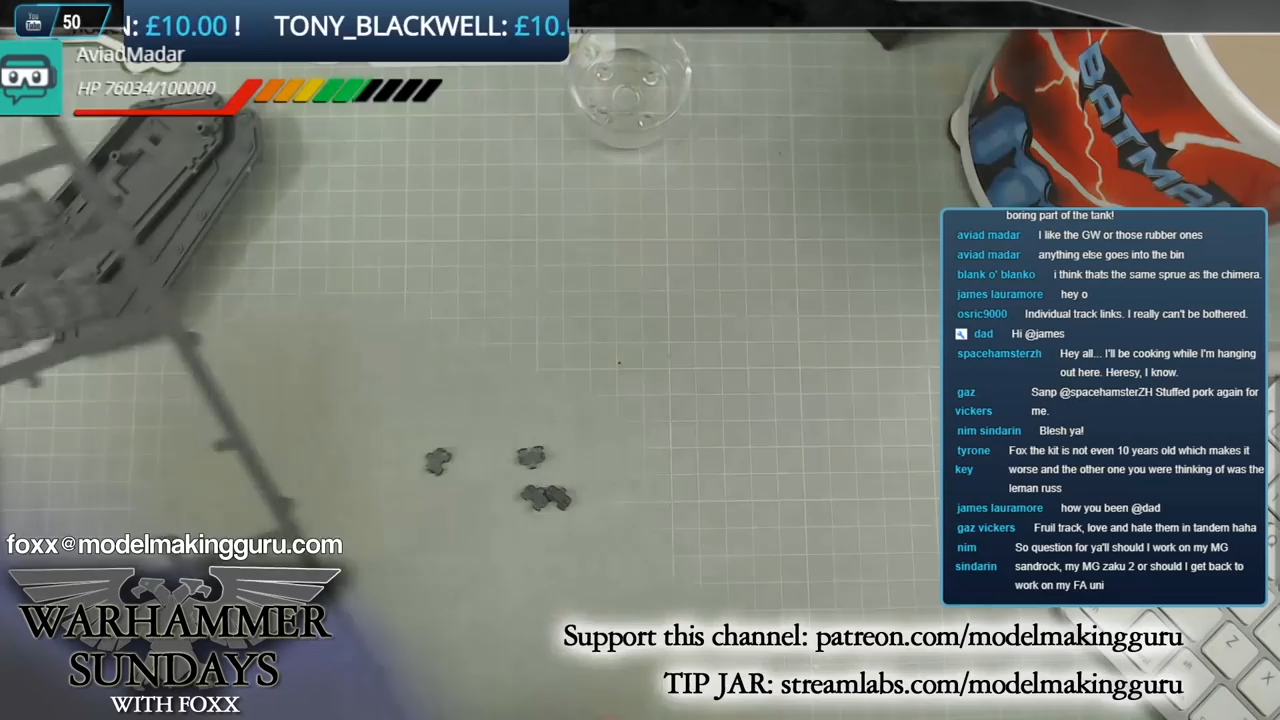 You Tube
50
N: £10.00 ! TONY_BLACKWELL: £10.
AviadMadar
HP 76034/100000
BATMAN
boring part of the tank!
aviad madar I like the GW or those rubber ones
aviad madar anything else goes into the bin
blank o' blanko i think thats the same sprue as the chimera.
james lauramore hey o
osric9000 Individual track links. I really can't be bothered.
dad Hi @james
spacehamsterzh Hey all... I'll be cooking while I'm hanging
out here. Heresy, I know.
gaz Sanp @spacehamsterZH Stuffed pork again for
vickers me.
nim sindarin Blesh ya!
tyrone Fox the kit is not even 10 years old which makes it
key worse and the other one you were thinking of was the
leman russ
james lauramore how you been @dad
gaz vickers Fruil track, love and hate them in tandem haha
nim So question for ya'll should I work on my MG
sindarin sandrock, my MG zaku 2 or should I get back to
work on my FA uni
foxx@modelmakingguru.com
WARHAMMER
SUNDAYS
WITH FOXX
Support this channel: patreon.com/modelmakingguru
TIP JAR: streamlabs.com/modelmakingguru
Z
X